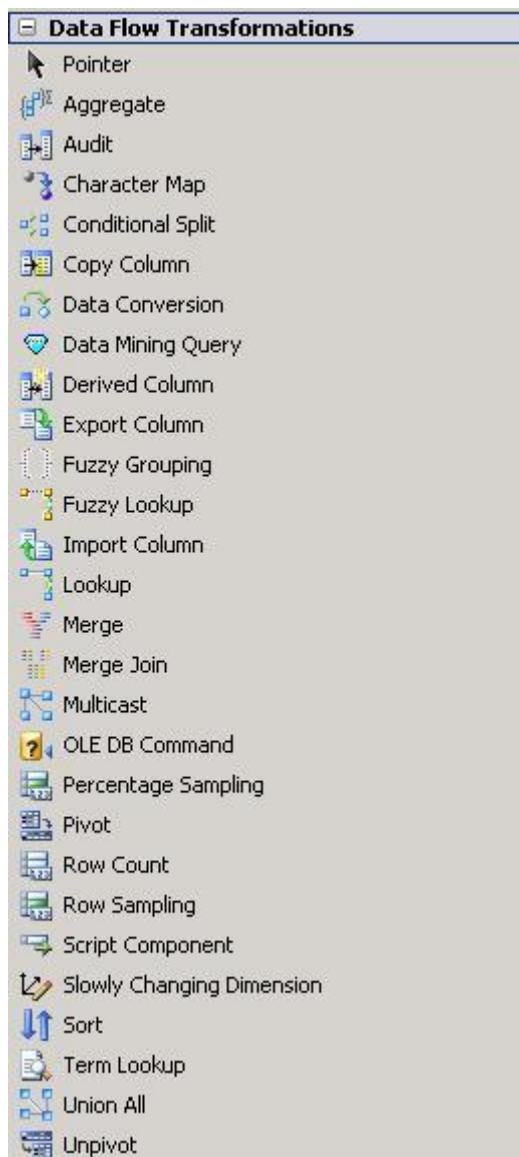 Data Flow Transformations
Pointer
Aggregate
Audit
Character Map
Conditional Split
Copy Column
Data Conversion
Data Mining Query
Derived Column
Export Column
Fuzzy Grouping
Fuzzy Lookup
Import Column
Lookup
Merge
Merge Join
Multicast
OLE DB Command
Percentage Sampling
Pivot
Row Count
Row Sampling
Script Component
Slowly Changing Dimension
Sort
Term Lookup
Union All
Unpivot